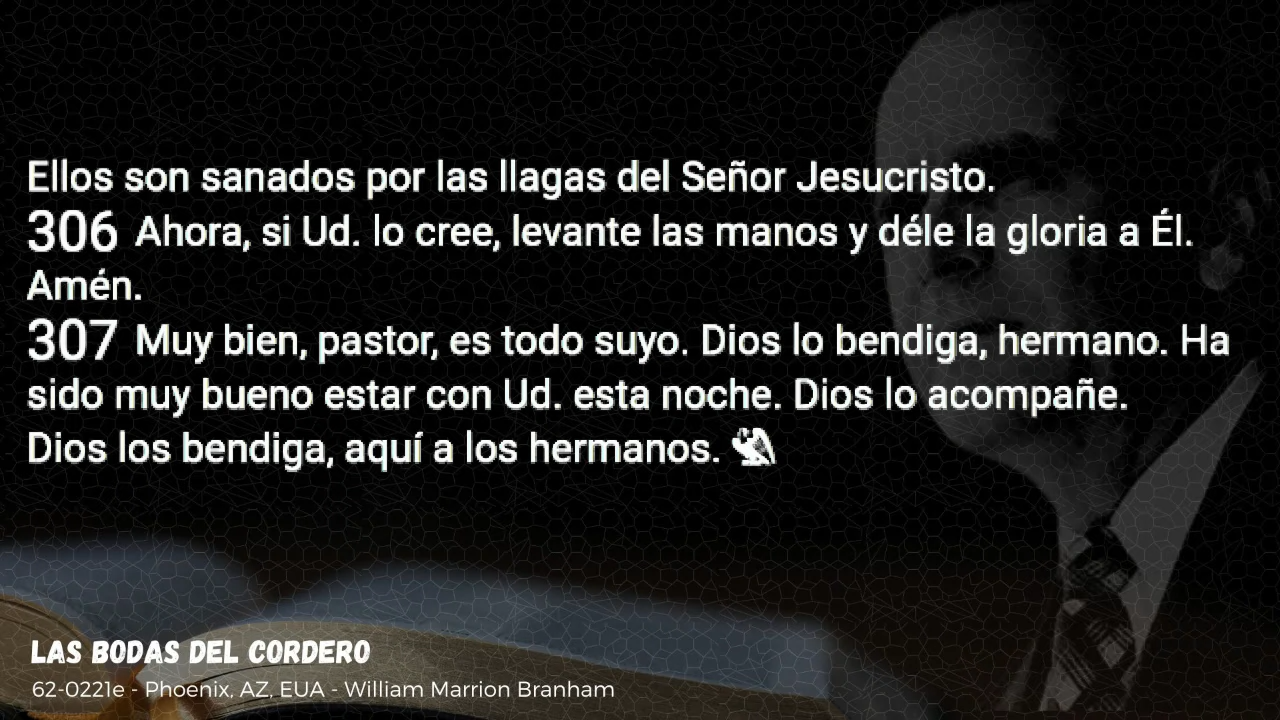 Ellos son sanados por las llagas del Señor Jesucristo.
306 Ahora, si Ud. lo cree, levante las manos y déle la gloria a Él.
Amén.
307 Muy bien, pastor, es todo suyo. Dios lo bendiga, hermano. Ha
sido muy bueno estar con Ud. esta noche. Dios lo acompañe.
Dios los bendiga, aquí a los hermanos.
LAS BODAS DEL CORDERO
62-0221e - Phoenix, AZ, EUA - William Marrion Branham